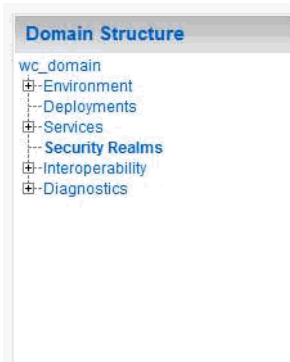 Domain Structure
wc_domain
Environment
Deployments
Services
Security Realms
Interoperability
Diagnostics